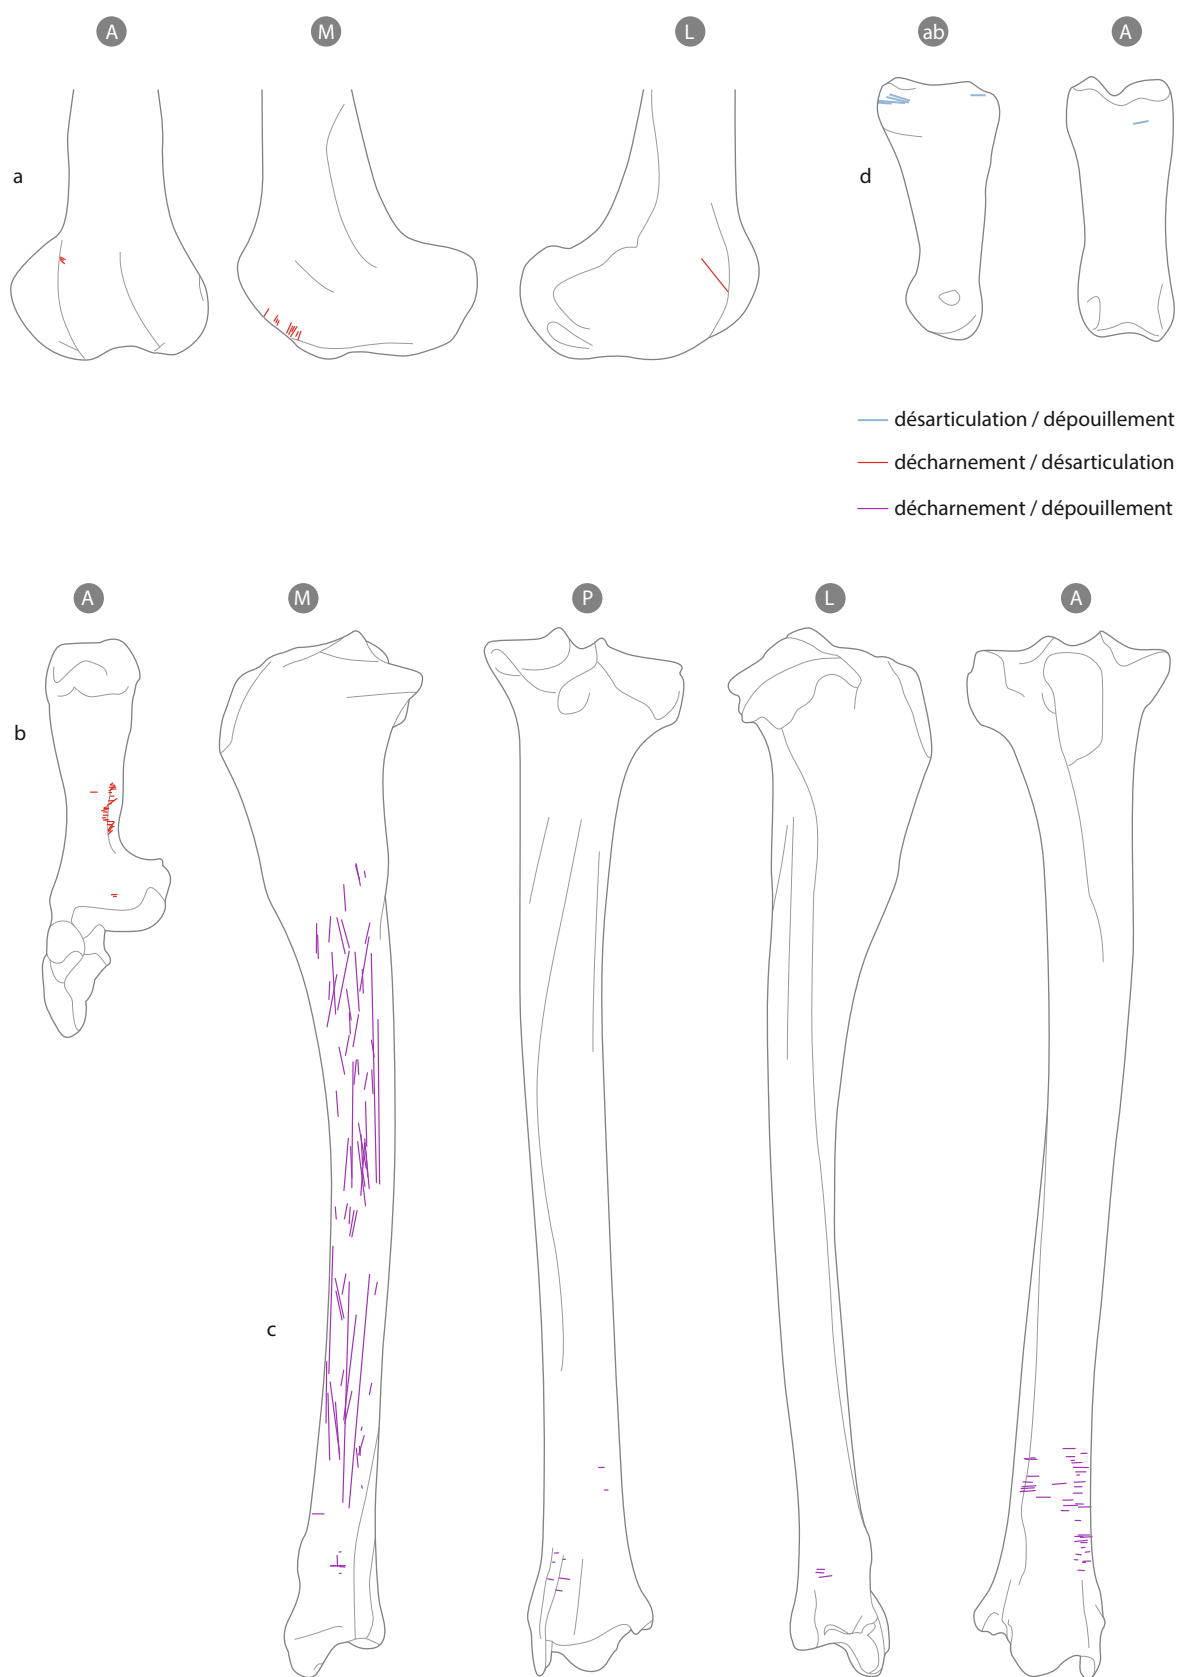 A M L ab A
a
d
désarticulation / dépouillement
décharnement / désarticulation
décharnement / dépouillement
A M P L A
b
c